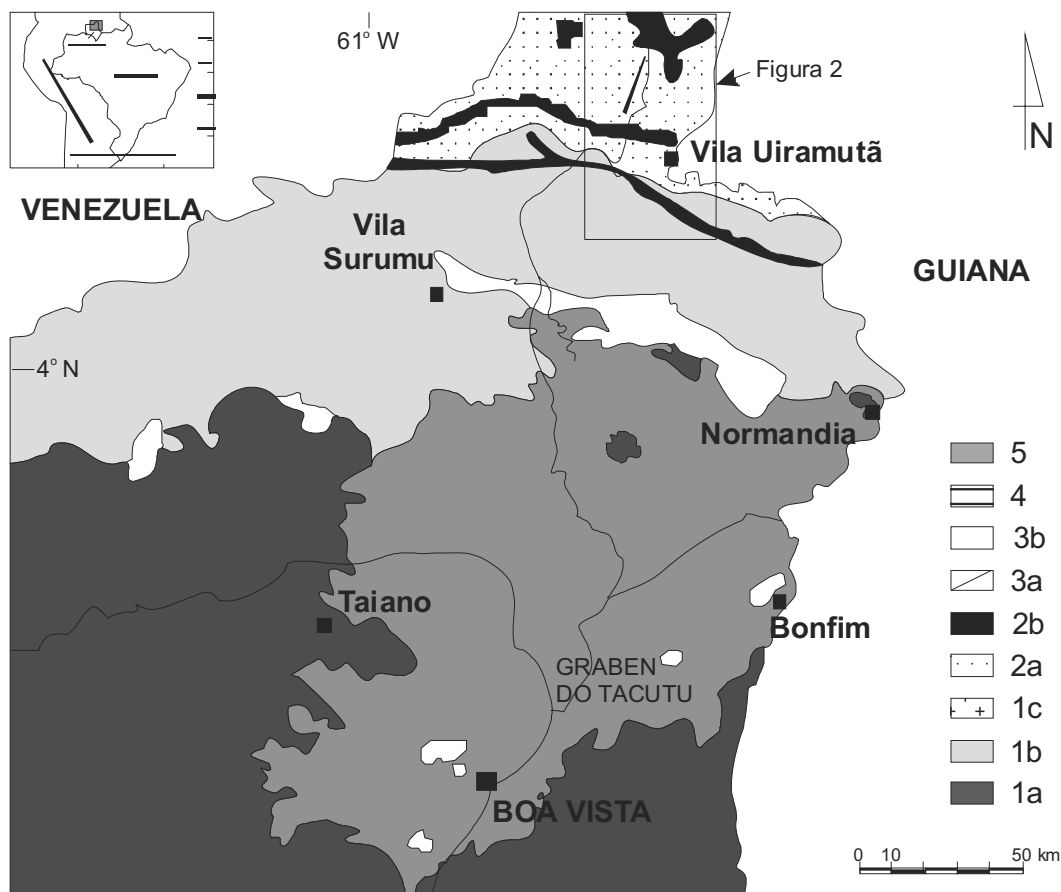 61° W
Figura 2
N
Vila Uiramutã
VENEZUELA
Vila
Surumu
GUIANA
4° N
Normandia
5
4
3b
3a
2b
2a
1c
1b
1a
Taiano
Bonfim
GRABEN
DO TACUTU
BOA VISTA
0 10 50 km